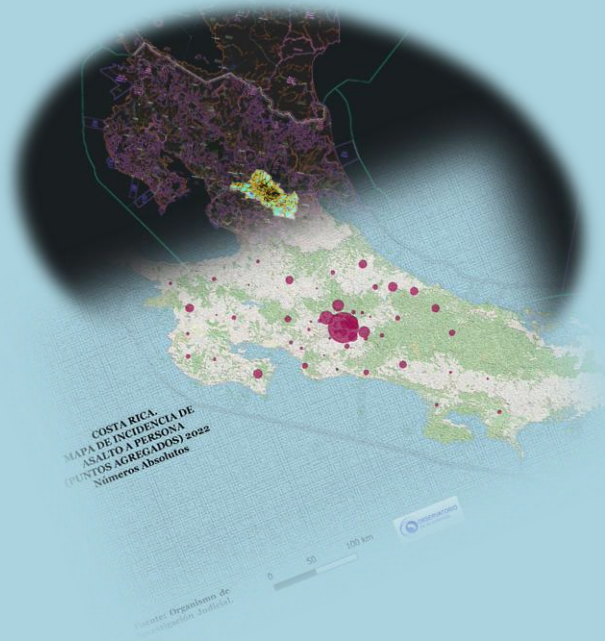 COSTA RICA.
MAPA DE INCIDENCIA DE
ASALTO A PERSONA
(PUNTOS AGREGADOS) 2022
Números Absolutos
0 50 100 km
OBSERVATORIO
Fuente: Organismo de
Investigación Judicial.